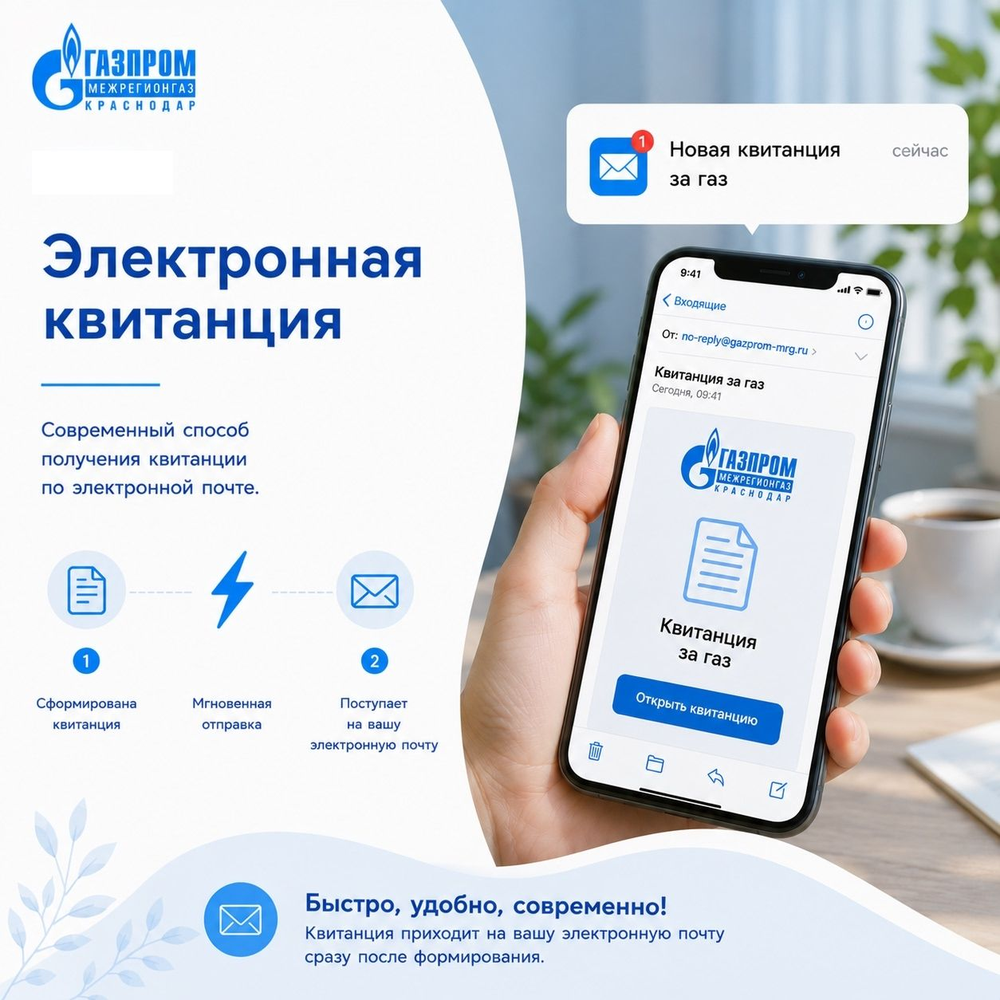 ГАЗПРОМ
МЕЖРЕГИОНГАЗ
КРАСНОДАР
Электронная
квитанция
Современный способ
получения квитанции
по электронной почте.
1
2
Сформирована
квитанция
Мгновенная
отправка
Поступает
на вашу
электронную почту
1
Новая квитанция
за газ
сейчас
9:41
Входящие
От: no-reply@gazprom-mrg.ru
Квитанция за газ
Сегодня, 09:41
ГАЗПРОМ
МЕЖРЕГИОНГАЗ
КРАСНОДАР
Квитанция
за газ
Открыть квитанцию
Быстро, удобно, современно!
Квитанция приходит на вашу электронную почту
сразу после формирования.